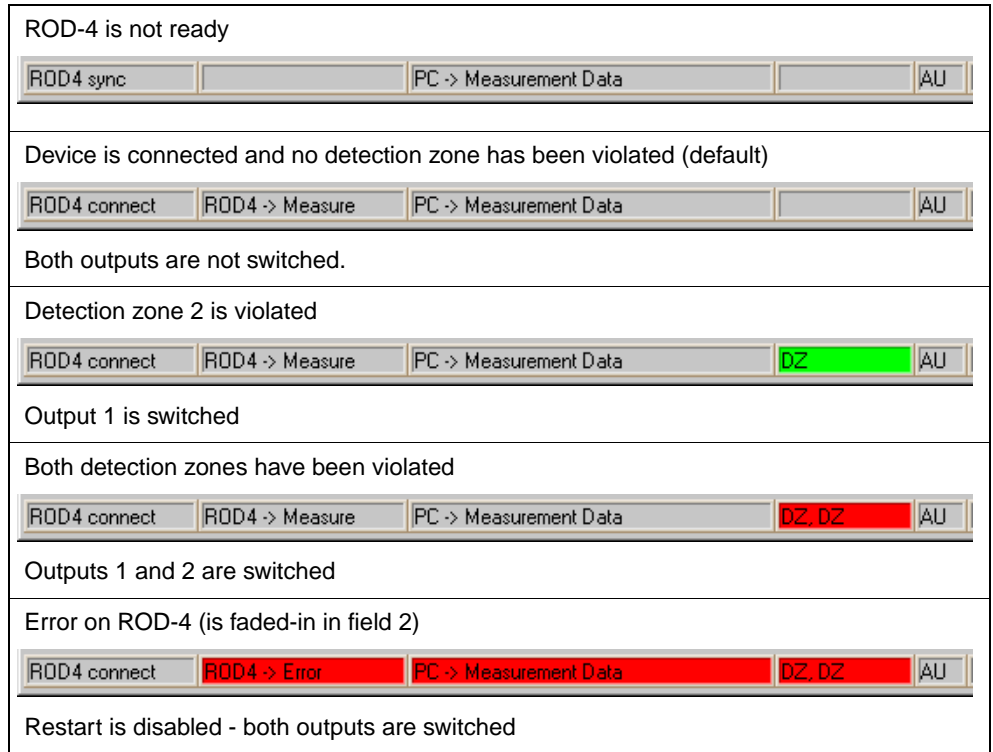 ROD-4 is not ready
ROD4 sync PC -> Measurement Data AU
Device is connected and no detection zone has been violated (default)
ROD4 connect ROD4 -> Measure PC -> Measurement Data AU
Both outputs are not switched.
Detection zone 2 is violated
ROD4 connect ROD4 -> Measure PC -> Measurement Data DZ AU
Output 1 is switched
Both detection zones have been violated
ROD4 connect ROD4 -> Measure PC -> Measurement Data DZ, DZ AU
Outputs 1 and 2 are switched
Error on ROD-4 (is faded-in in field 2)
ROD4 connect ROD4 -> Error PC -> Measurement Data DZ, DZ AU
Restart is disabled - both outputs are switched